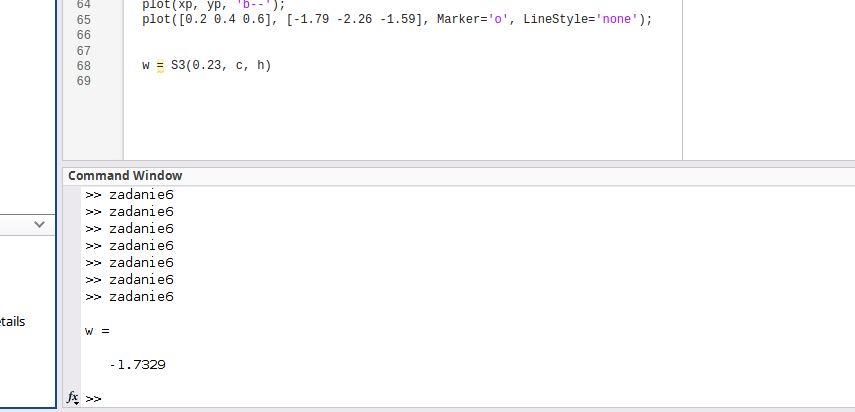 64 plot(xp, yp, 'b--');
65 plot([0.2 0.4 0.6], [-1.79 -2.26 -1.59], Marker='o', LineStyle='none');
66
67
68 w = S3(0.23, c, h)
69
Command Window
>> zadanie6
>> zadanie6
>> zadanie6
>> zadanie6
>> zadanie6
>> zadanie6
>> zadanie6
w =
-1.7329
fx >>
etails